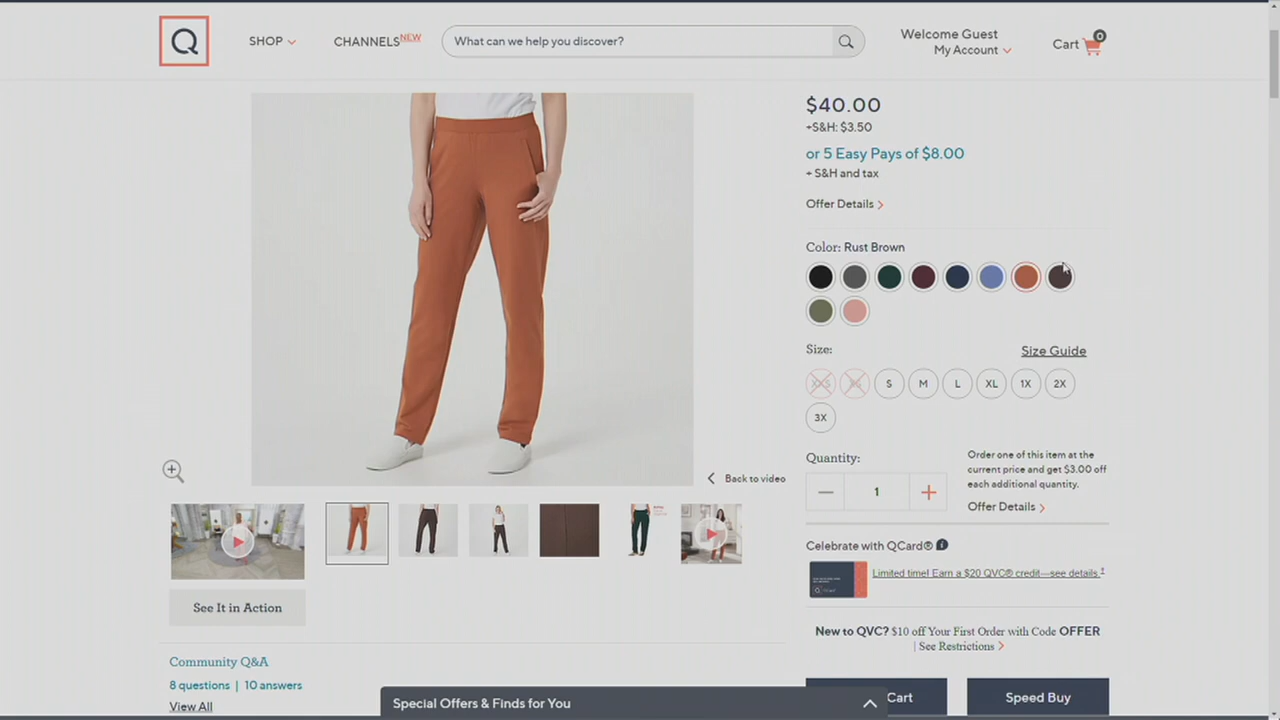 Q
SHOP
CHANNELS NEW
What can we help you discover?
Welcome Guest
My Account
Cart
0
$40.00
+S&H: $3.50
or 5 Easy Pays of $8.00
+ S&H and tax
Offer Details
Color: Rust Brown
Size:
Size Guide
XXS XS S M L XL 1X 2X
3X
Quantity:
1
Order one of this item at the
current price and get $3.00 off
each additional quantity.
Offer Details
Back to video
Celebrate with QCard®
Limited time! Earn a $20 QVC® credit—see details.‡
See It in Action
New to QVC? $10 off Your First Order with Code OFFER
| See Restrictions
Community Q&A
8 questions | 10 answers
View All
Special Offers & Finds for You
Cart
Speed Buy